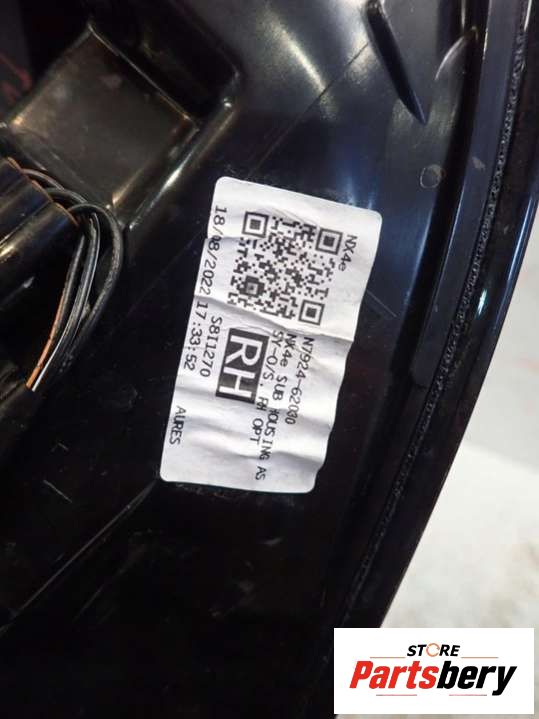 NX4e
N7924-62030
NX4e SUB HOUSING AS
SY-O/S, RH OPT
RH
S8I1270
18/08/2022 17:33:52
AURES
STORE
Partsbery